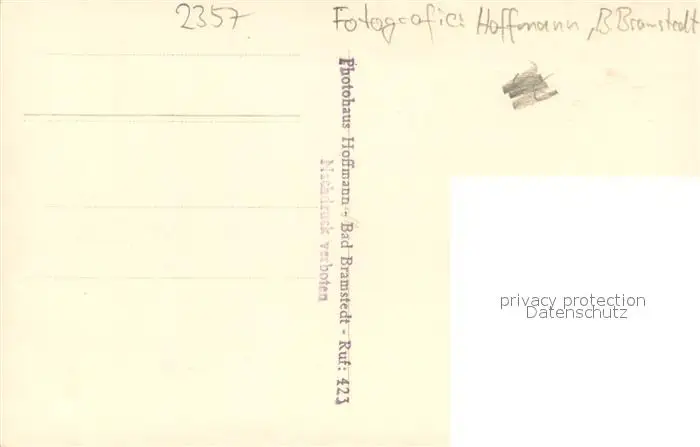 2357
Fotografie: Hoffmann, B. Bramstedt
Photohaus Hoffmann - Bad Bramstedt - Ruf: 423
Nachdruck verboten
privacy protection
Datenschutz